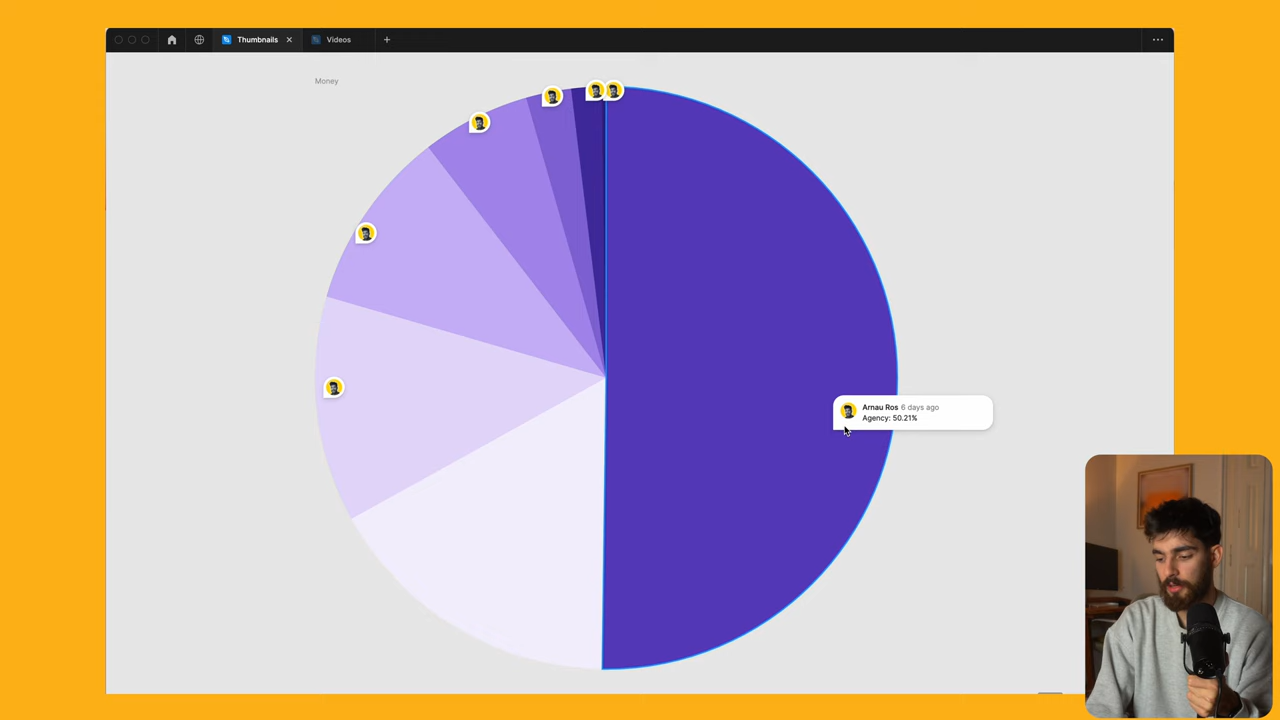 Thumbnails
Videos
Money
Arnau Ros 6 days ago
Agency: 50.21%